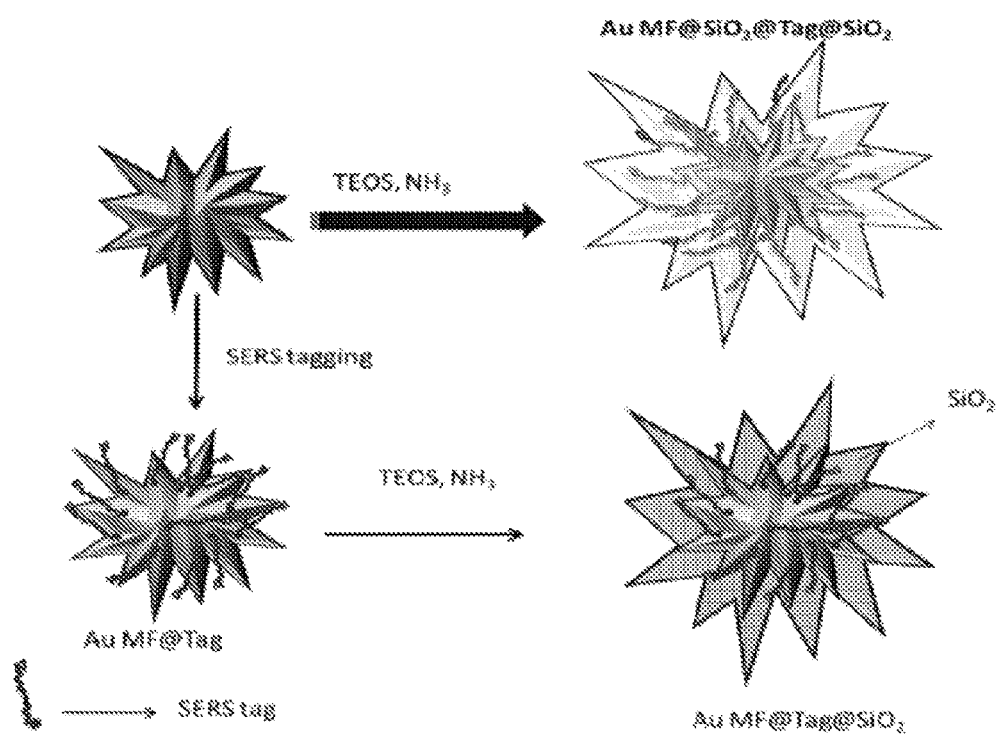 Au MF@SiO₂@Tag@SiO₂
TEOS, NH₃
SERS tagging
SiO₂
TEOS, NH₃
Au MF@Tag
SERS tag
Au MF@Tag@SiO₂